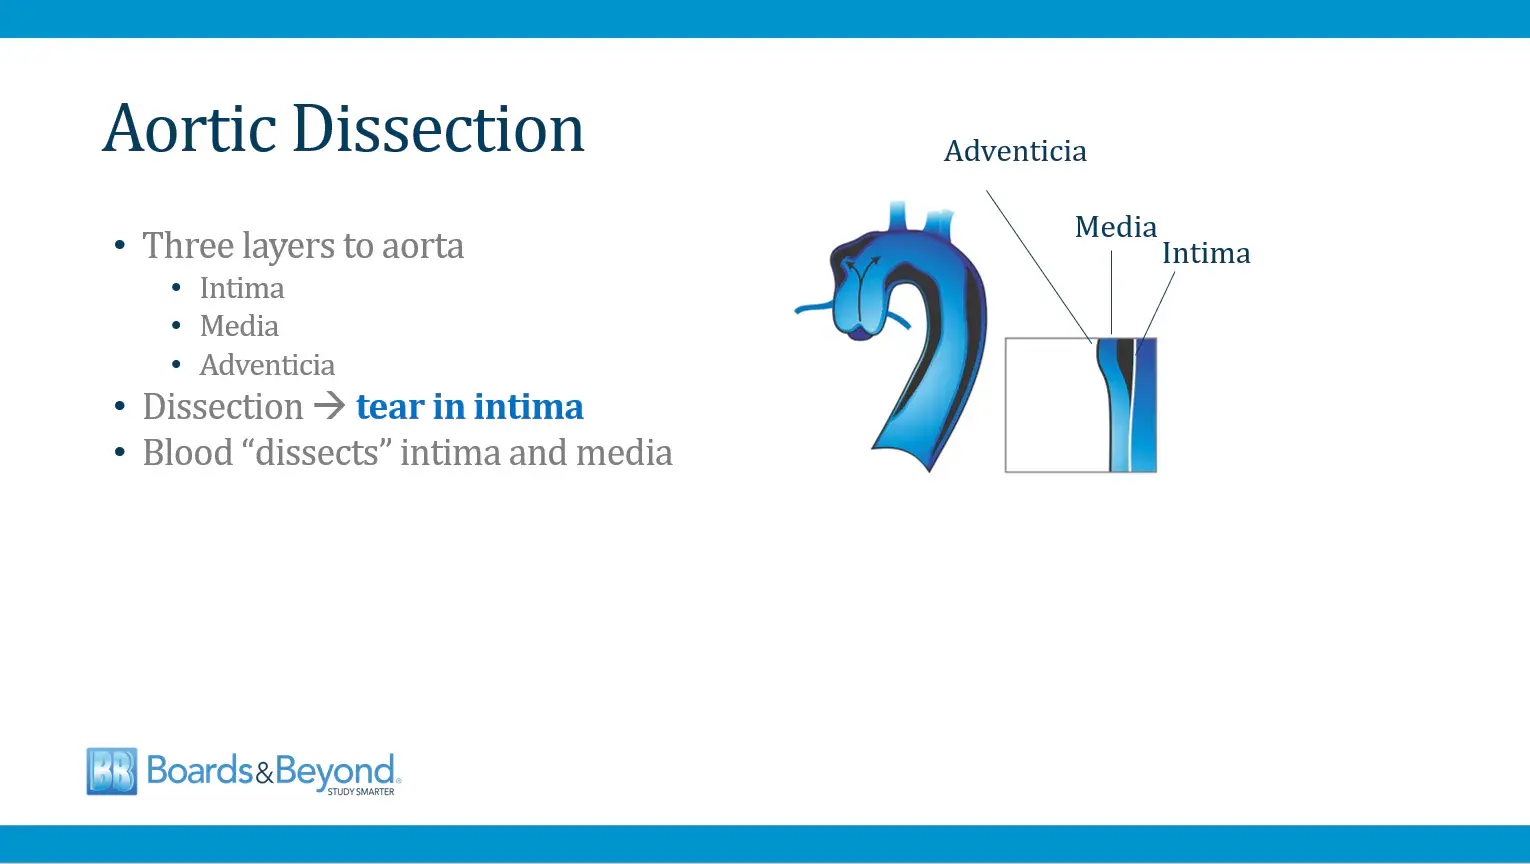 Aortic Dissection
• Three layers to aorta
• Intima
• Media
• Adventicia
• Dissection → tear in intima
• Blood “dissects” intima and media
Adventicia
Media
Intima
BB Boards&Beyond®
STUDY SMARTER